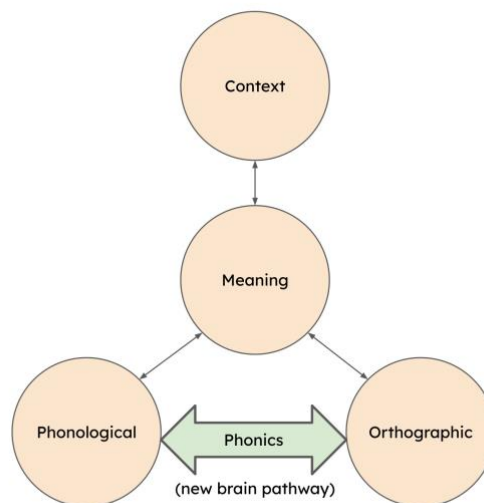 Context
Meaning
Phonological
Phonics
Orthographic
(new brain pathway)